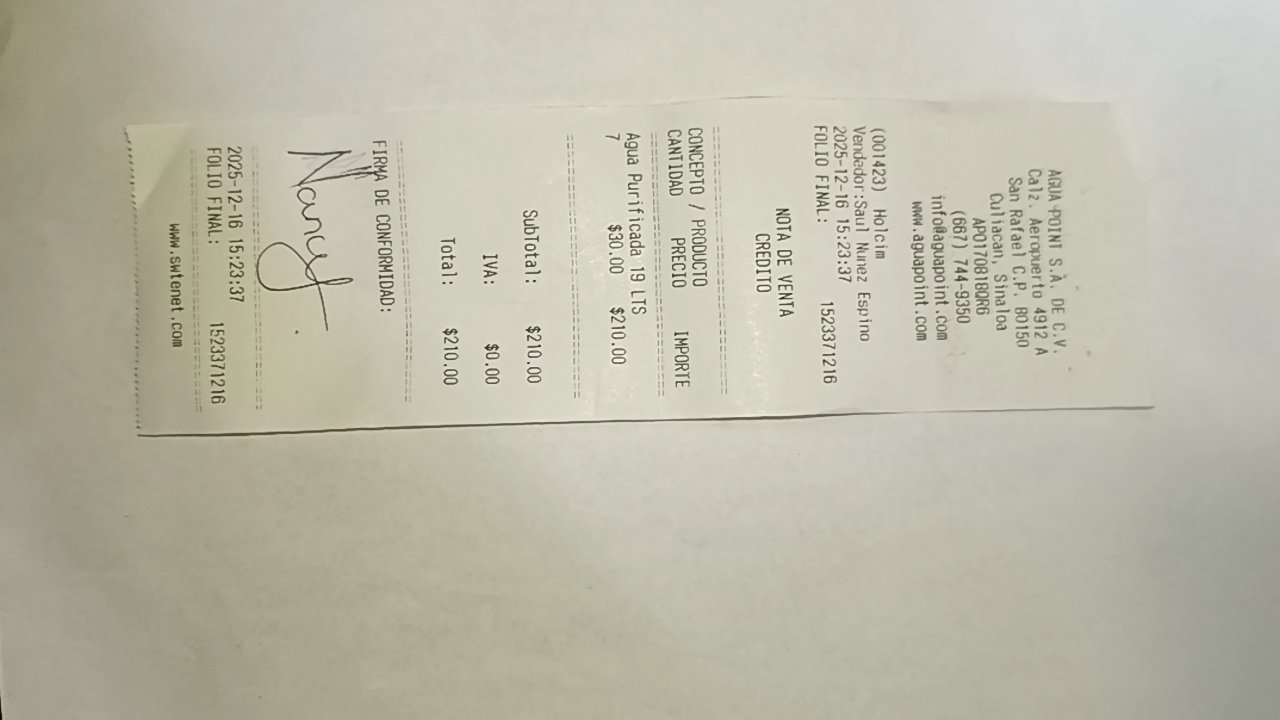 AGUA POINT S.A. DE C.V.
Calz. Aeropuerto 4912 A
San Rafael C.P. 80150
Culiacan, Sinaloa
APO170818QR6
(667) 744-9350
info@aguapoint.com
www.aguapoint.com
(001423) Holcim
Vendedor:Saul Nunez Espino
2025-12-16 15:23:37
FOLIO FINAL: 1523371216
NOTA DE VENTA
CREDITO
CONCEPTO / PRODUCTO
CANTIDAD PRECIO IMPORTE
Agua Purificada 19 LTS
7 $30.00 $210.00
SubTotal: $210.00
IVA: $0.00
Total: $210.00
FIRMA DE CONFORMIDAD:
Nancy
2025-12-16 15:23:37
FOLIO FINAL: 1523371216
www.swtenet.com